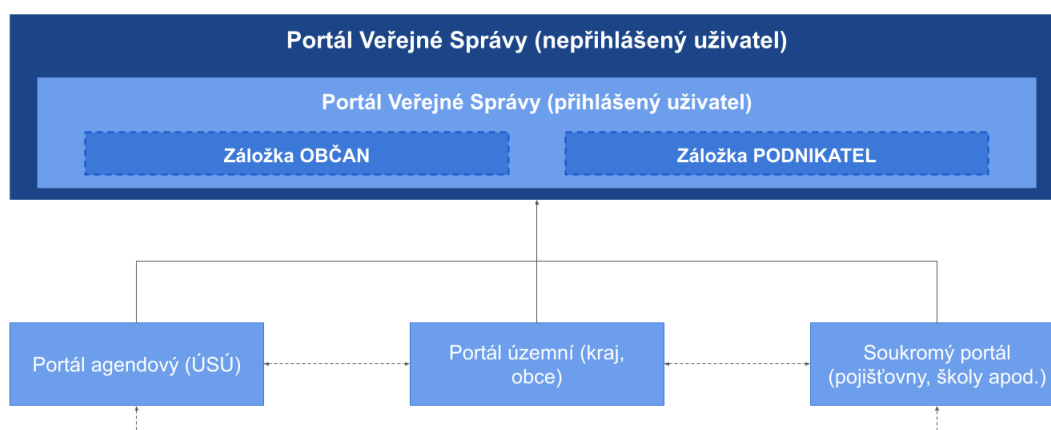 Portál Veřejné Správy (nepřihlášený uživatel)
Portál Veřejné Správy (přihlášený uživatel)
Záložka OBČAN
Záložka PODNIKATEL
Portál agendový (ÚSÚ)
Portál územní (kraj,
obce)
Soukromý portál
(pojišťovny, školy apod.)